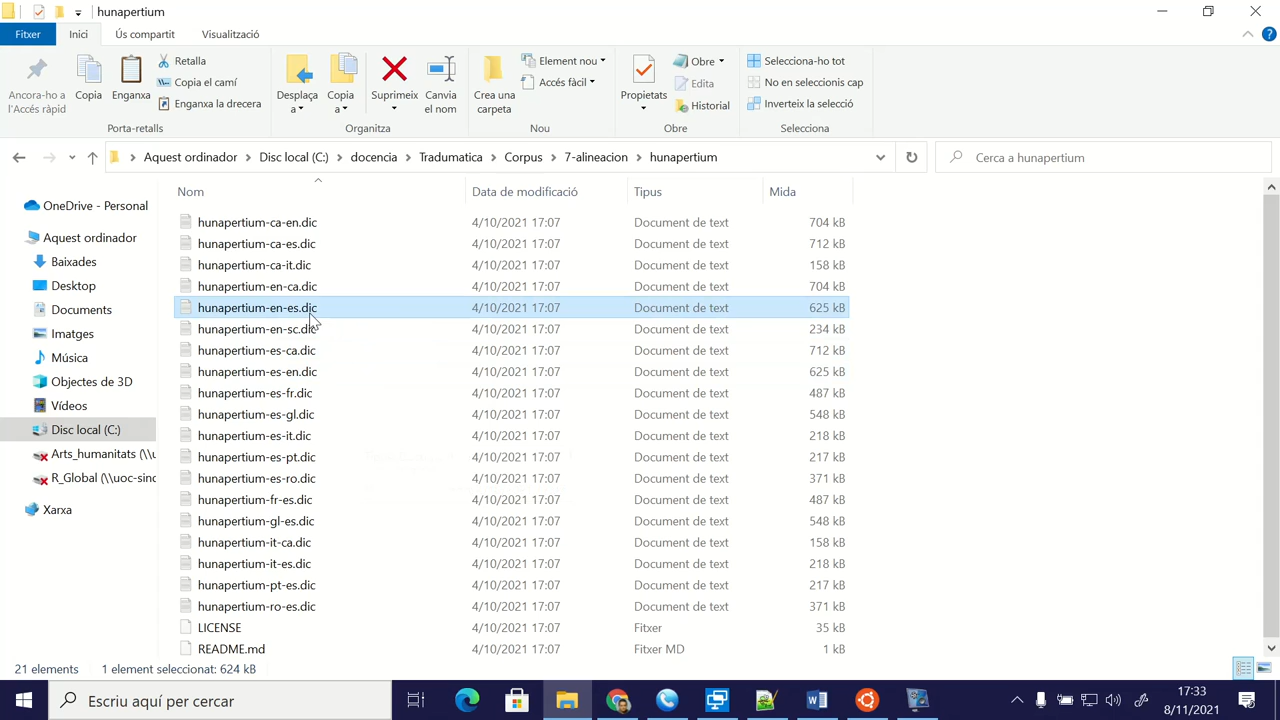 hunapertium
Fitxer Inici Ús compartit Visualització
Ancora-ho a l'Accés ràpid
Copia
Enganxa
Retalla
Copia el camí
Enganxa la drecera
Porta-retalls
Desplaça a
Copia a
Suprimeix
Canvia el nom
Organitza
Crea una carpeta
Element nou
Accés fàcil
Nou
Propietats
Obre
Edita
Historial
Obre
Selecciona-ho tot
No en seleccionis cap
Inverteix la selecció
Selecciona
Aquest ordinador > Disc local (C:) > docencia > Tradumatica > Corpus > 7-alineacion > hunapertium
Cerca a hunapertium
OneDrive - Personal
Aquest ordinador
Baixades
Desktop
Documents
Imatges
Música
Objectes de 3D
Vídeos
Disc local (C:)
Arts_humanitats (\\u
R_Global (\\uoc-sinc
Xarxa
Nom Data de modificació Tipus Mida
hunapertium-ca-en.dic 4/10/2021 17:07 Document de text 704 kB
hunapertium-ca-es.dic 4/10/2021 17:07 Document de text 712 kB
hunapertium-ca-it.dic 4/10/2021 17:07 Document de text 158 kB
hunapertium-en-ca.dic 4/10/2021 17:07 Document de text 704 kB
hunapertium-en-es.dic 4/10/2021 17:07 Document de text 625 kB
hunapertium-en-sc.dic 4/10/2021 17:07 Document de text 234 kB
hunapertium-es-ca.dic 4/10/2021 17:07 Document de text 712 kB
hunapertium-es-en.dic 4/10/2021 17:07 Document de text 625 kB
hunapertium-es-fr.dic 4/10/2021 17:07 Document de text 487 kB
hunapertium-es-gl.dic 4/10/2021 17:07 Document de text 548 kB
hunapertium-es-it.dic 4/10/2021 17:07 Document de text 218 kB
hunapertium-es-pt.dic 4/10/2021 17:07 Document de text 217 kB
hunapertium-es-ro.dic 4/10/2021 17:07 Document de text 371 kB
hunapertium-fr-es.dic 4/10/2021 17:07 Document de text 487 kB
hunapertium-gl-es.dic 4/10/2021 17:07 Document de text 548 kB
hunapertium-it-ca.dic 4/10/2021 17:07 Document de text 158 kB
hunapertium-it-es.dic 4/10/2021 17:07 Document de text 218 kB
hunapertium-pt-es.dic 4/10/2021 17:07 Document de text 217 kB
hunapertium-ro-es.dic 4/10/2021 17:07 Document de text 371 kB
LICENSE 4/10/2021 17:07 Fitxer 35 kB
README.md 4/10/2021 17:07 Fitxer MD 1 kB
21 elements 1 element seleccionat: 624 kB
Escriu aquí per cercar
17:33
8/11/2021